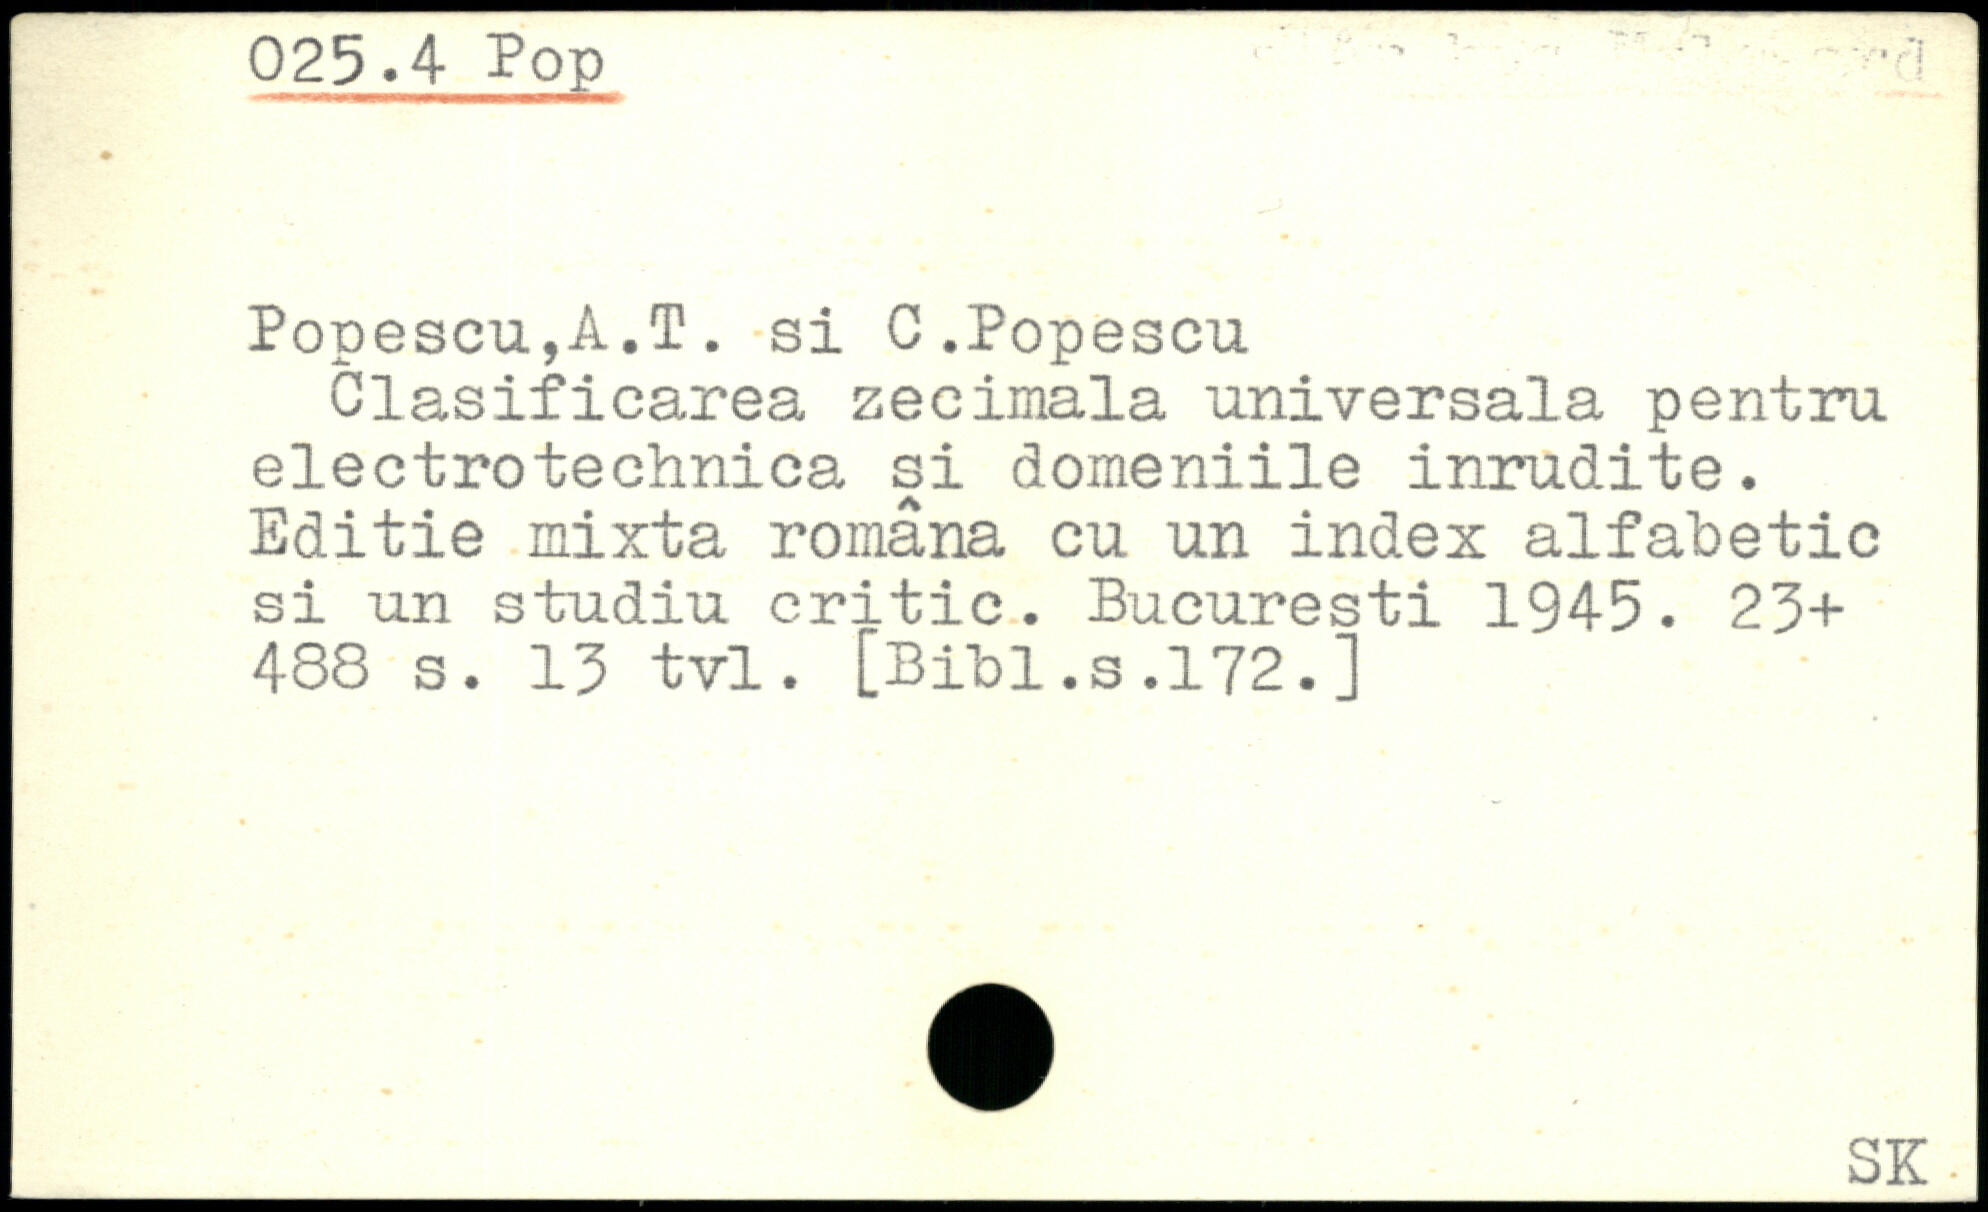 025.4 Pop
Popescu,A.T. si C.Popescu
Clasificarea zecimala universala pentru
electrotechnica si domeniile inrudite.
Editie mixta româna cu un index alfabetic
si un studiu critic. Bucuresti 1945. 23+
488 s. 13 tvl. [Bibl.s.172.]
SK